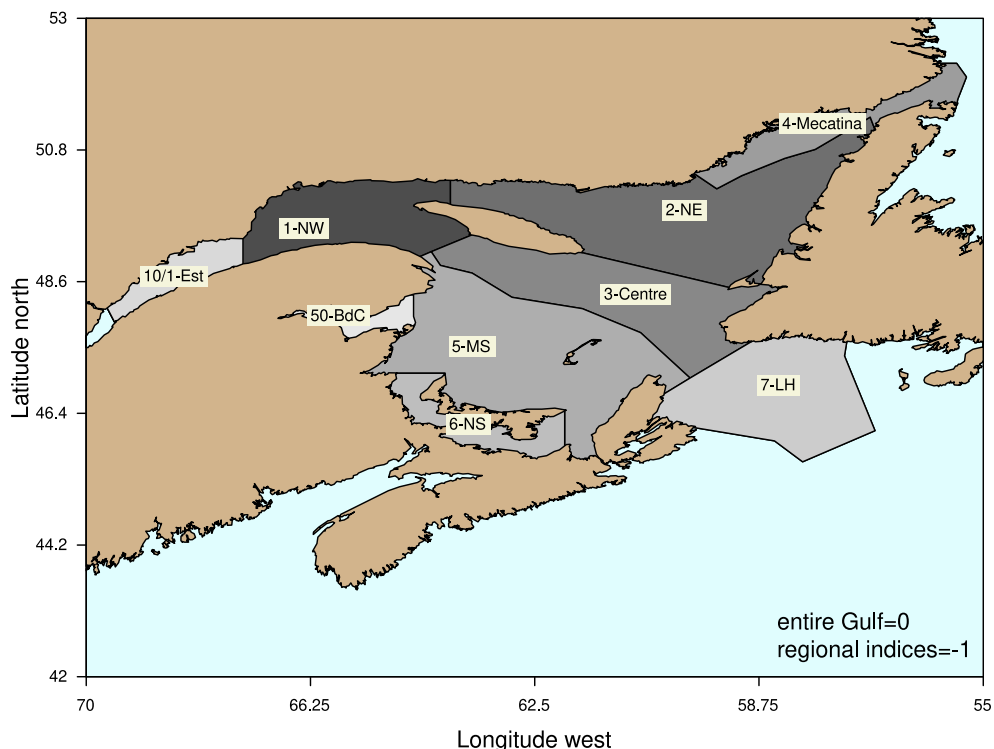 53
50.8
48.6
46.4
44.2
42
Latitude north
4-Mecatina
2-NE
1-NW
10/1-Est
3-Centre
50-BdC
5-MS
7-LH
6-NS
entire Gulf=0
regional indices=-1
70
66.25
62.5
58.75
55
Longitude west